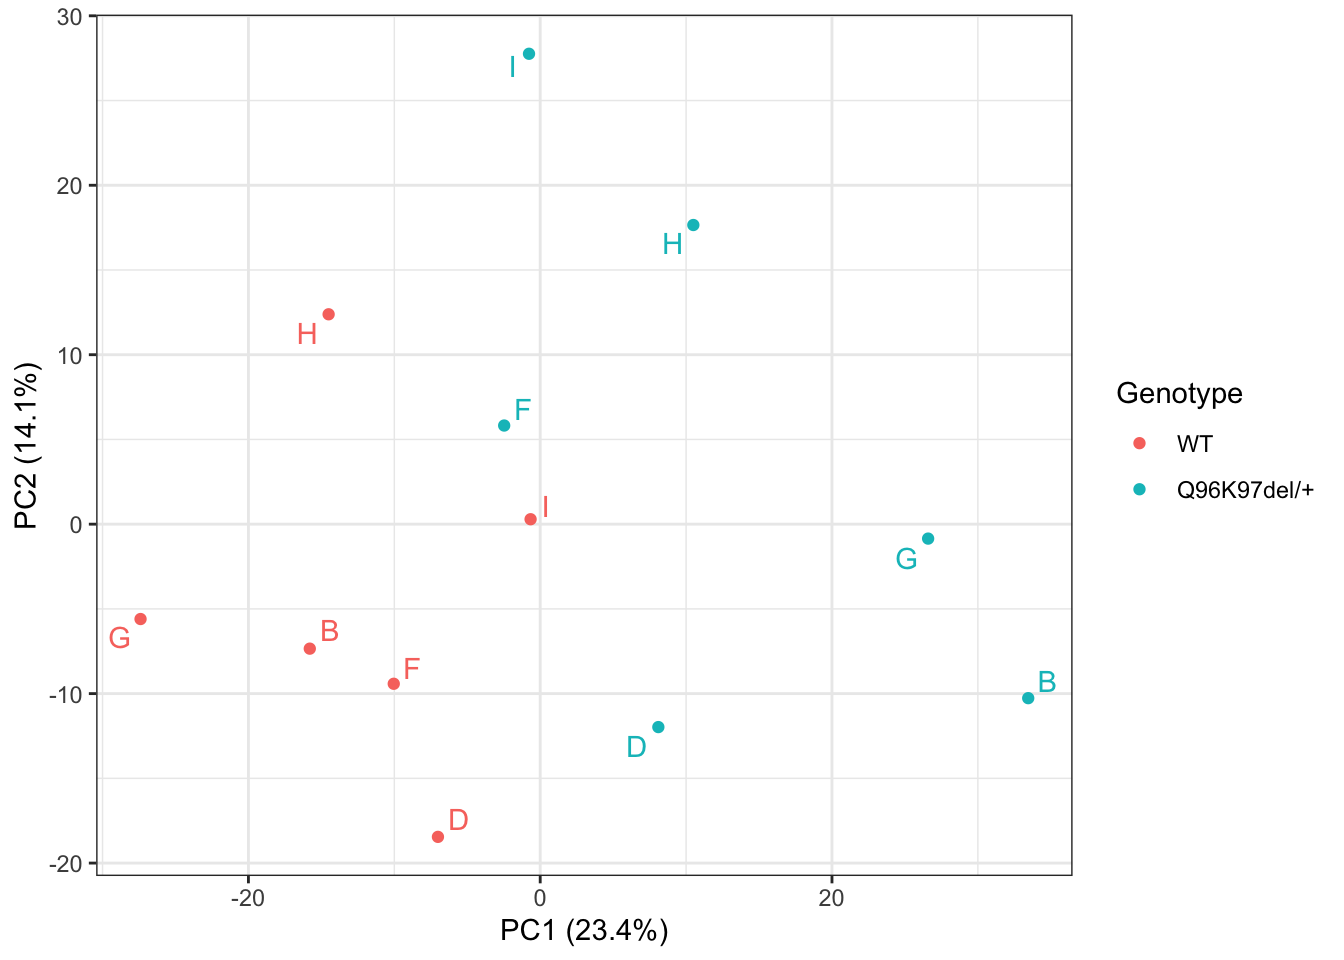 30
20
10
0
-10
-20
I
H
H
F
I
G
G
B
F
B
D
D
-20
0
20
PC1 (23.4%)
PC2 (14.1%)
Genotype
WT
Q96K97del/+